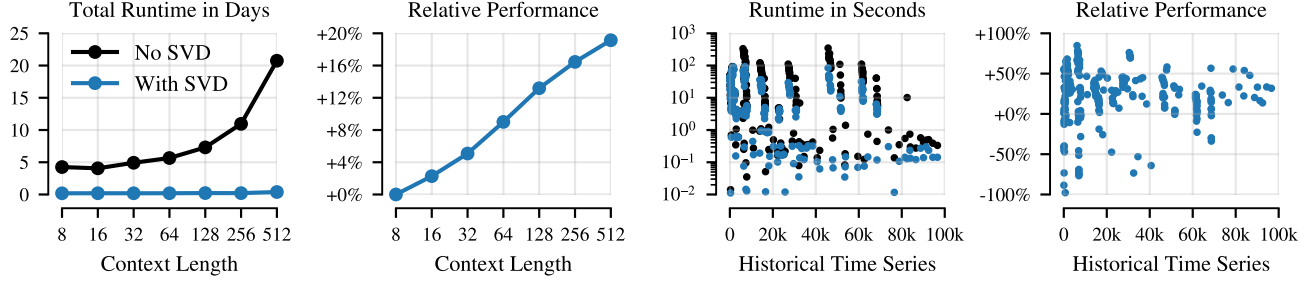 Total Runtime in Days
25
20
15
10
5
0
No SVD
With SVD
8 16 32 64 128 256 512
Context Length
Relative Performance
+20%
+16%
+12%
+8%
+4%
+0%
8 16 32 64 128 256 512
Context Length
Runtime in Seconds
10³
10²
10¹
10⁰
10⁻¹
10⁻²
0 20k 40k 60k 80k 100k
Historical Time Series
Relative Performance
+100%
+50%
+0%
-50%
-100%
0 20k 40k 60k 80k 100k
Historical Time Series